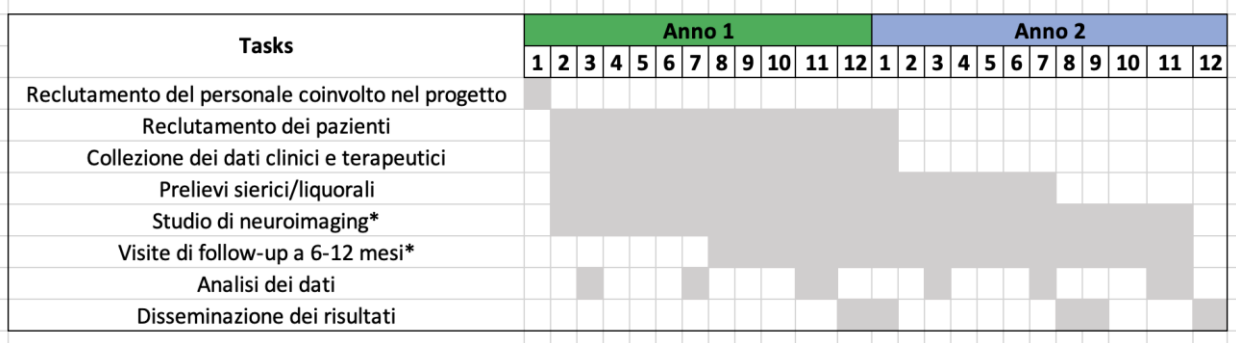 Tasks
Anno 1 Anno 2
1 2 3 4 5 6 7 8 9 10 11 12 1 2 3 4 5 6 7 8 9 10 11 12
Reclutamento del personale coinvolto nel progetto
Reclutamento dei pazienti
Collezione dei dati clinici e terapeutici
Prelievi sierici/liquorali
Studio di neuroimaging*
Visite di follow-up a 6-12 mesi*
Analisi dei dati
Disseminazione dei risultati